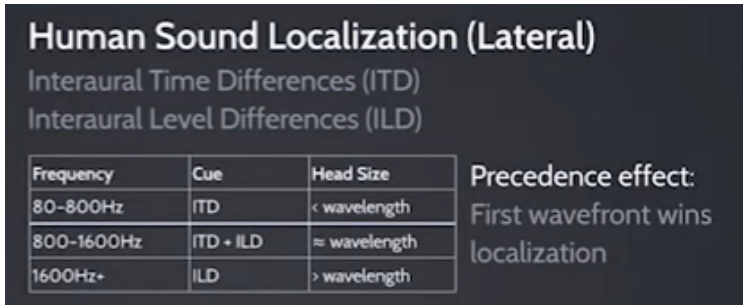 Human Sound Localization (Lateral)
Interaural Time Differences (ITD)
Interaural Level Differences (ILD)
Frequency Cue Head Size
80-800Hz ITD < wavelength
800-1600Hz ITD + ILD ≈ wavelength
1600Hz+ ILD > wavelength
Precedence effect:
First wavefront wins
localization